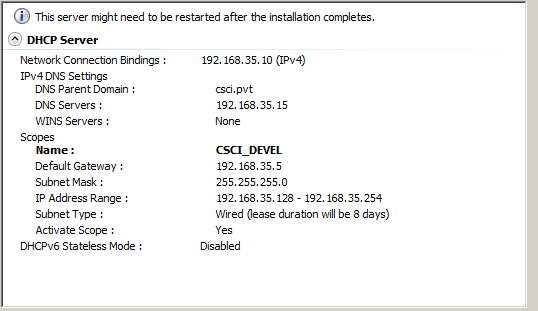 This server might need to be restarted after the installation completes.
DHCP Server
Network Connection Bindings : 192.168.35.10 (IPv4)
IPv4 DNS Settings
DNS Parent Domain : csci.pvt
DNS Servers : 192.168.35.15
WINS Servers : None
Scopes
Name : CSCI_DEVEL
Default Gateway : 192.168.35.5
Subnet Mask : 255.255.255.0
IP Address Range : 192.168.35.128 - 192.168.35.254
Subnet Type : Wired (lease duration will be 8 days)
Activate Scope : Yes
DHCPv6 Stateless Mode : Disabled